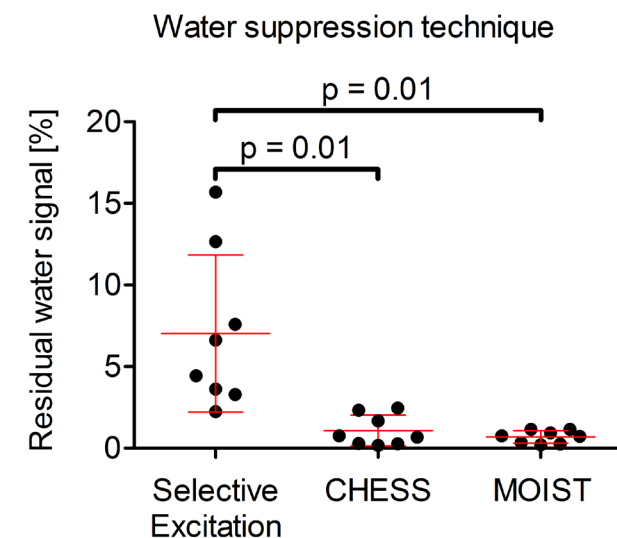 Water suppression technique
p = 0.01
p = 0.01
Residual water signal [%]
20
15
10
5
0
Selective
Excitation
CHESS
MOIST